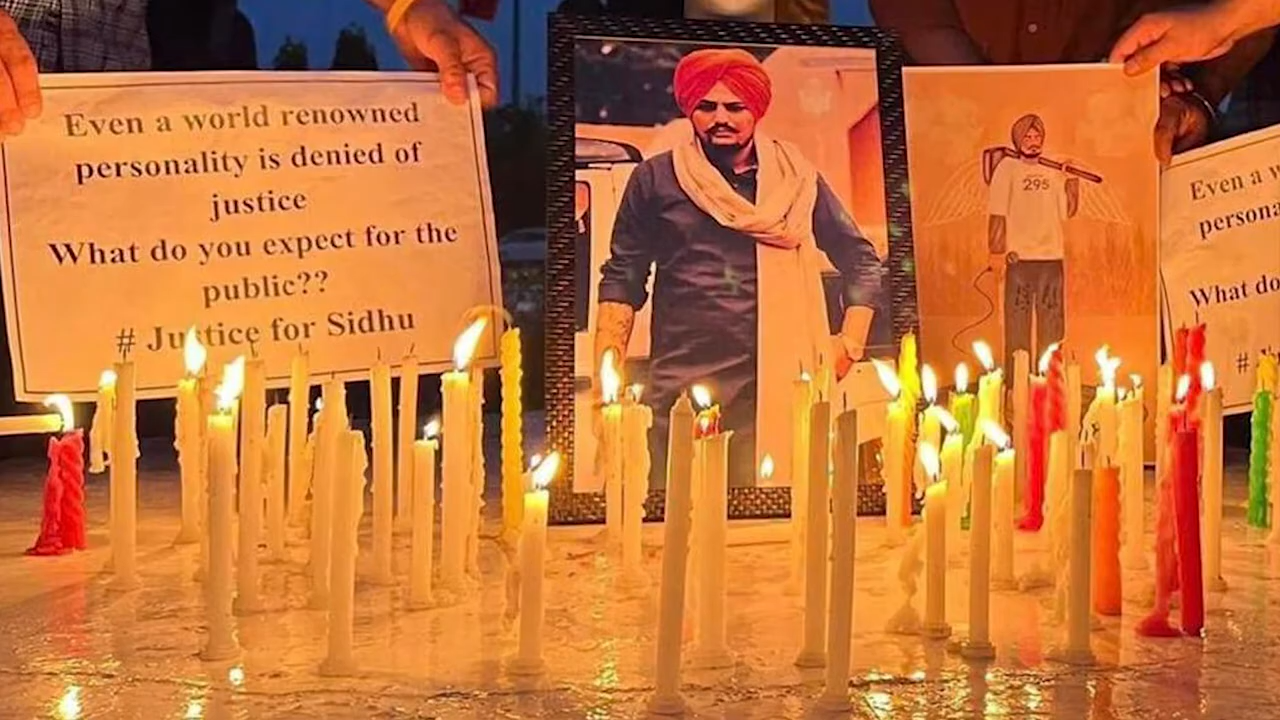 Even a world renowned
personality is denied of
justice
What do you expect for the
public??
# Justice for Sidhu
295
Even a
persona
What do
#